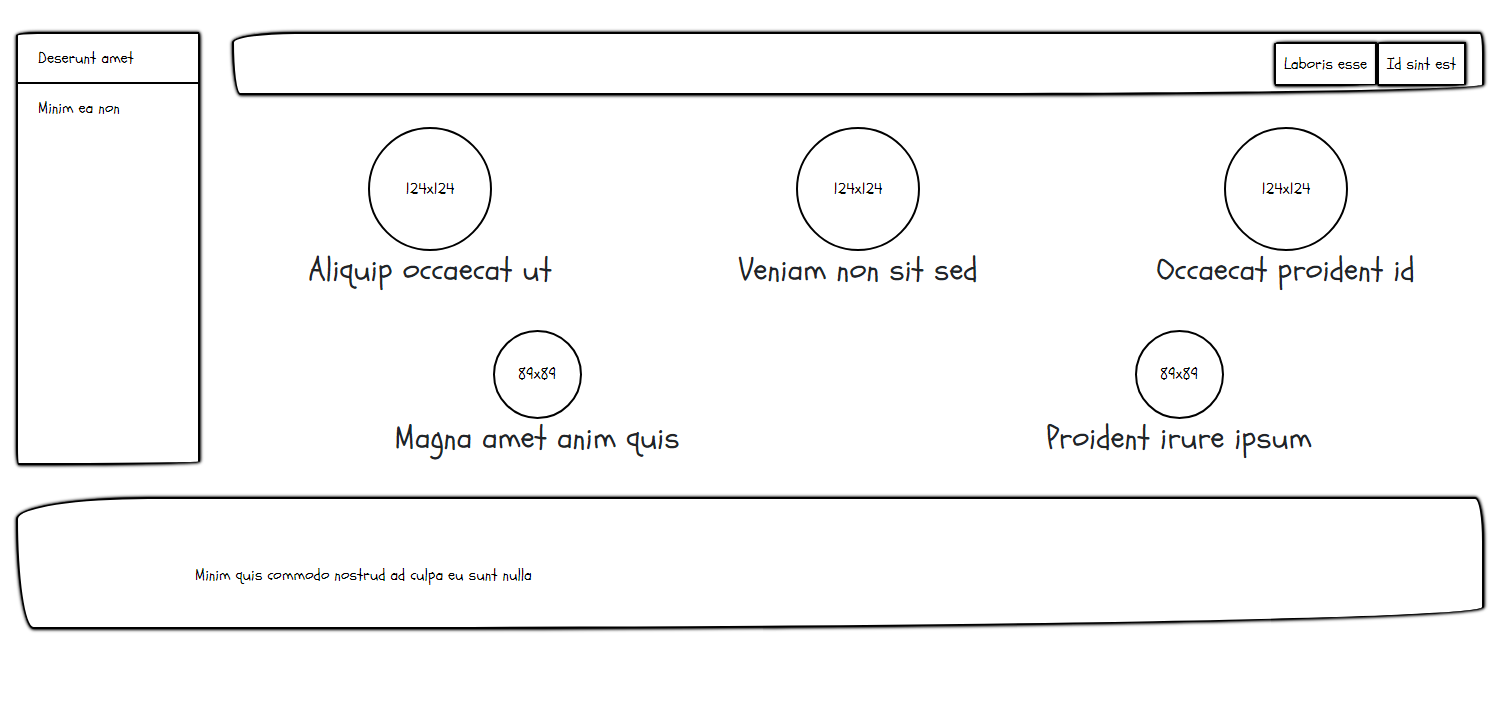 Deserunt amet
Minim ea non
Laboris esse
Id sint est
124x124
124x124
124x124
Aliquip occaecat ut
Veniam non sit sed
Occaecat proident id
89x89
89x89
Magna amet anim quis
Proident irure ipsum
Minim quis commodo nostrud ad culpa eu sunt nulla